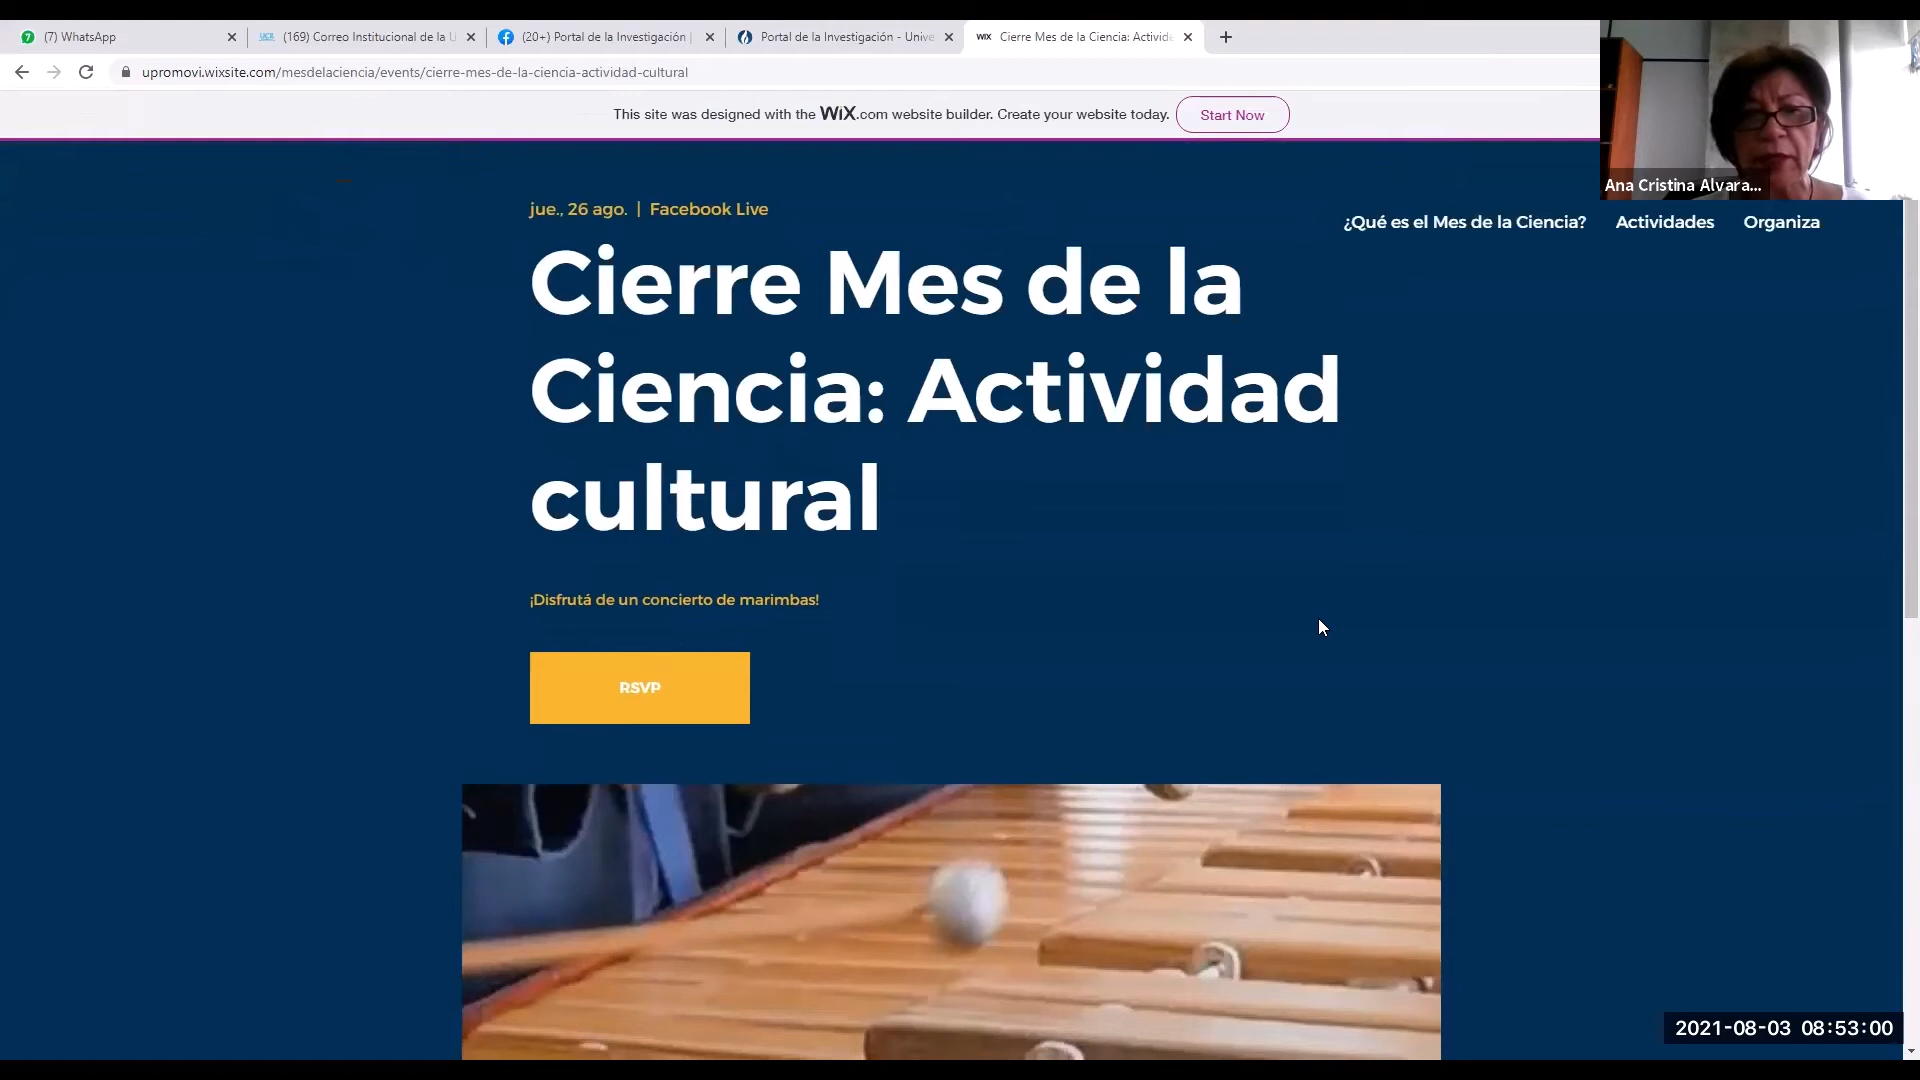 (7) WhatsApp
(169) Correo Institucional de la U
(20+) Portal de la Investigación |
Portal de la Investigación - Unive
WiX Cierre Mes de la Ciencia: Activid
upromovi.wixsite.com/mesdelaciencia/events/cierre-mes-de-la-ciencia-actividad-cultural
This site was designed with the WiX.com website builder. Create your website today. Start Now
Ana Cristina Alvara...
jue., 26 ago. | Facebook Live
¿Qué es el Mes de la Ciencia? Actividades Organiza
Cierre Mes de la
Ciencia: Actividad
cultural
¡Disfrutá de un concierto de marimbas!
RSVP
2021-08-03 08:53:00